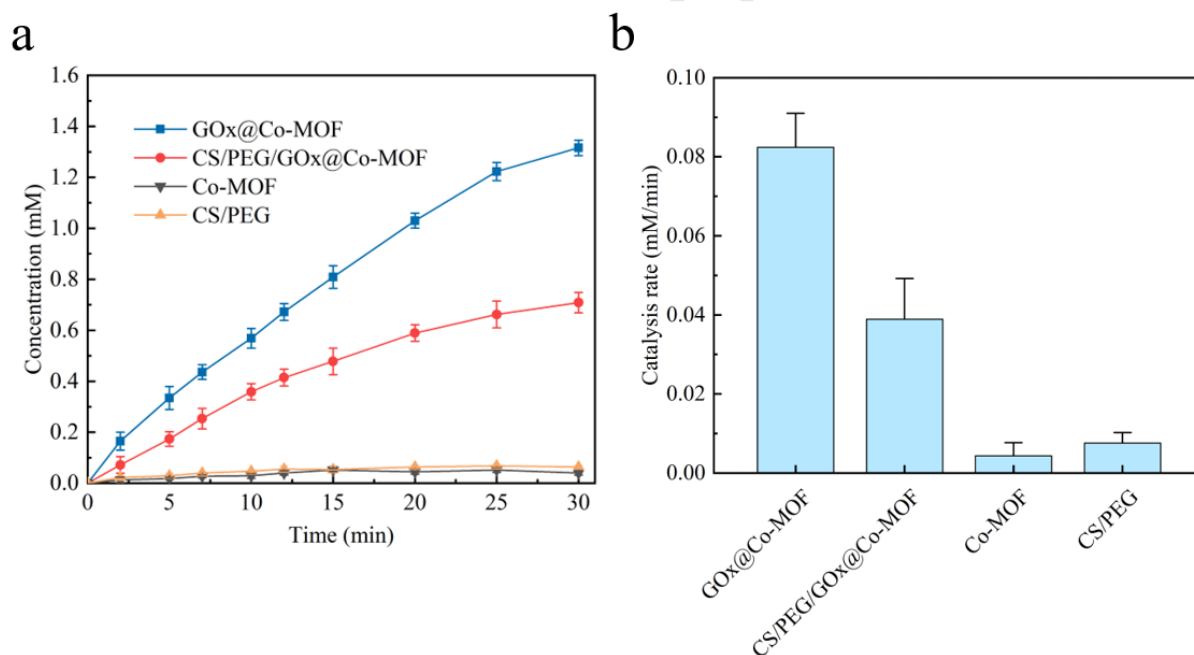 a
1.6
1.4
1.2
1.0
0.8
0.6
0.4
0.2
0.0
Concentration (mM)
GOx@Co-MOF
CS/PEG/GOx@Co-MOF
Co-MOF
CS/PEG
0
5
10
15
20
25
30
Time (min)
b
0.10
0.08
0.06
0.04
0.02
0.00
Catalysis rate (mM/min)
GOx@Co-MOF
CS/PEG/GOx@Co-MOF
Co-MOF
CS/PEG